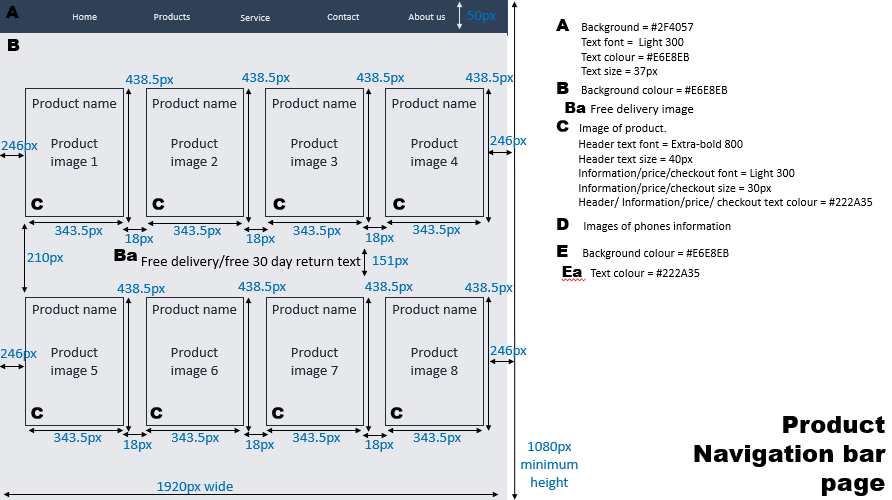 A
Home Products Service Contact About us
50px
B
438.5px 438.5px 438.5px 438.5px
Product name Product name Product name Product name
246px 246px
Product Product Product Product
image 1 image 2 image 3 image 4
C C C C
343.5px 343.5px 343.5px 343.5px
18px 18px 18px
210px
Ba Free delivery/free 30 day return text 151px
438.5px 438.5px 438.5px 438.5px
Product name Product name Product name Product name
246px 246px
Product Product Product Product
image 5 image 6 image 7 image 8
C C C C
343.5px 343.5px 343.5px 343.5px
18px 18px 18px
1920px wide
1080px
minimum
height
A Background = #2F4057
Text font = Light 300
Text colour = #E6E8EB
Text size = 37px
B Background colour = #E6E8EB
Ba Free delivery image
C Image of product.
Header text font = Extra-bold 800
Header text size = 40px
Information/price/checkout font = Light 300
Information/price/checkout size = 30px
Header/ Information/price/ checkout text colour = #222A35
D Images of phones information
E Background colour = #E6E8EB
Ea Text colour = #222A35
Product
Navigation bar
page